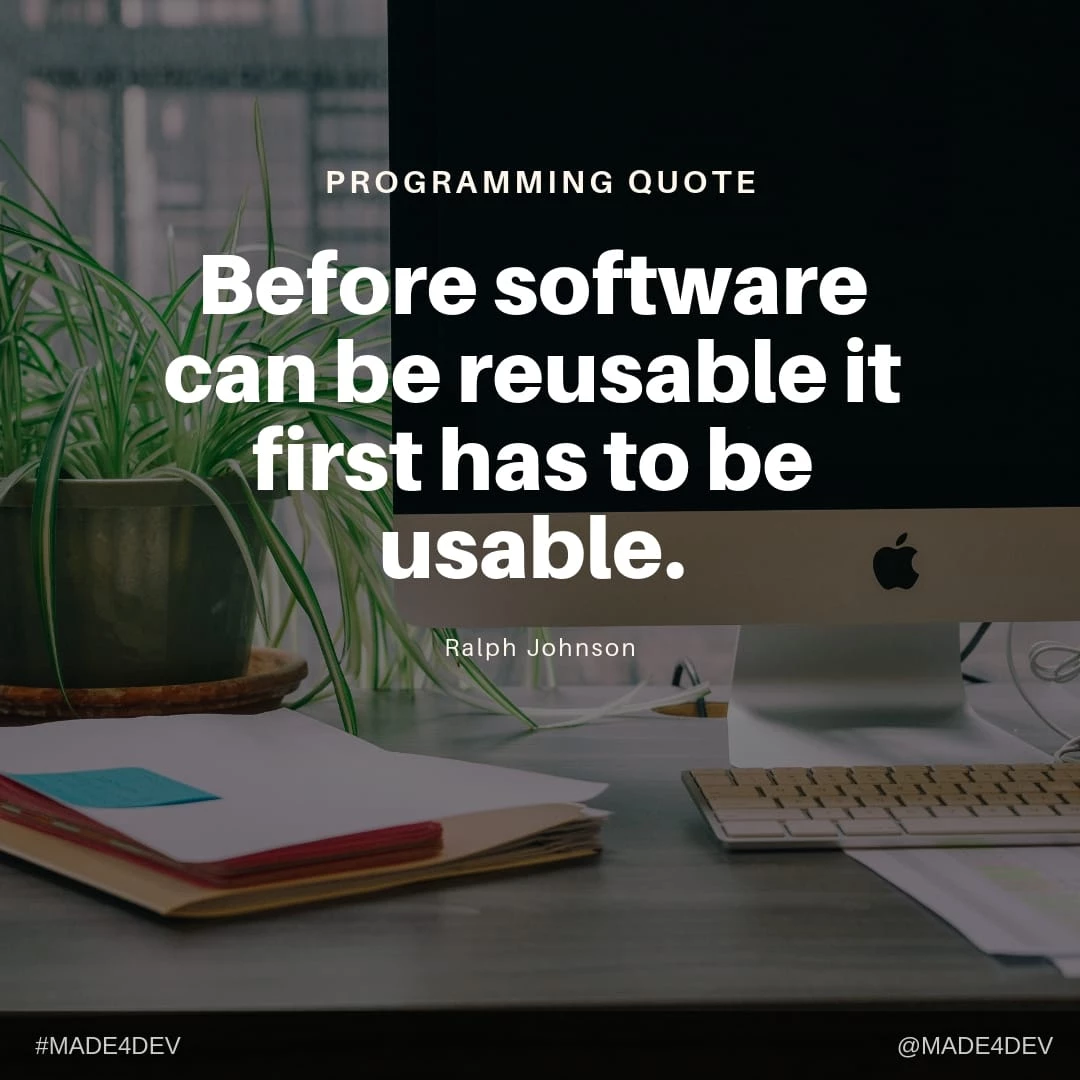 PROGRAMMING QUOTE
Before software
can be reusable it
first has to be
usable.
Ralph Johnson
#MADE4DEV
@MADE4DEV